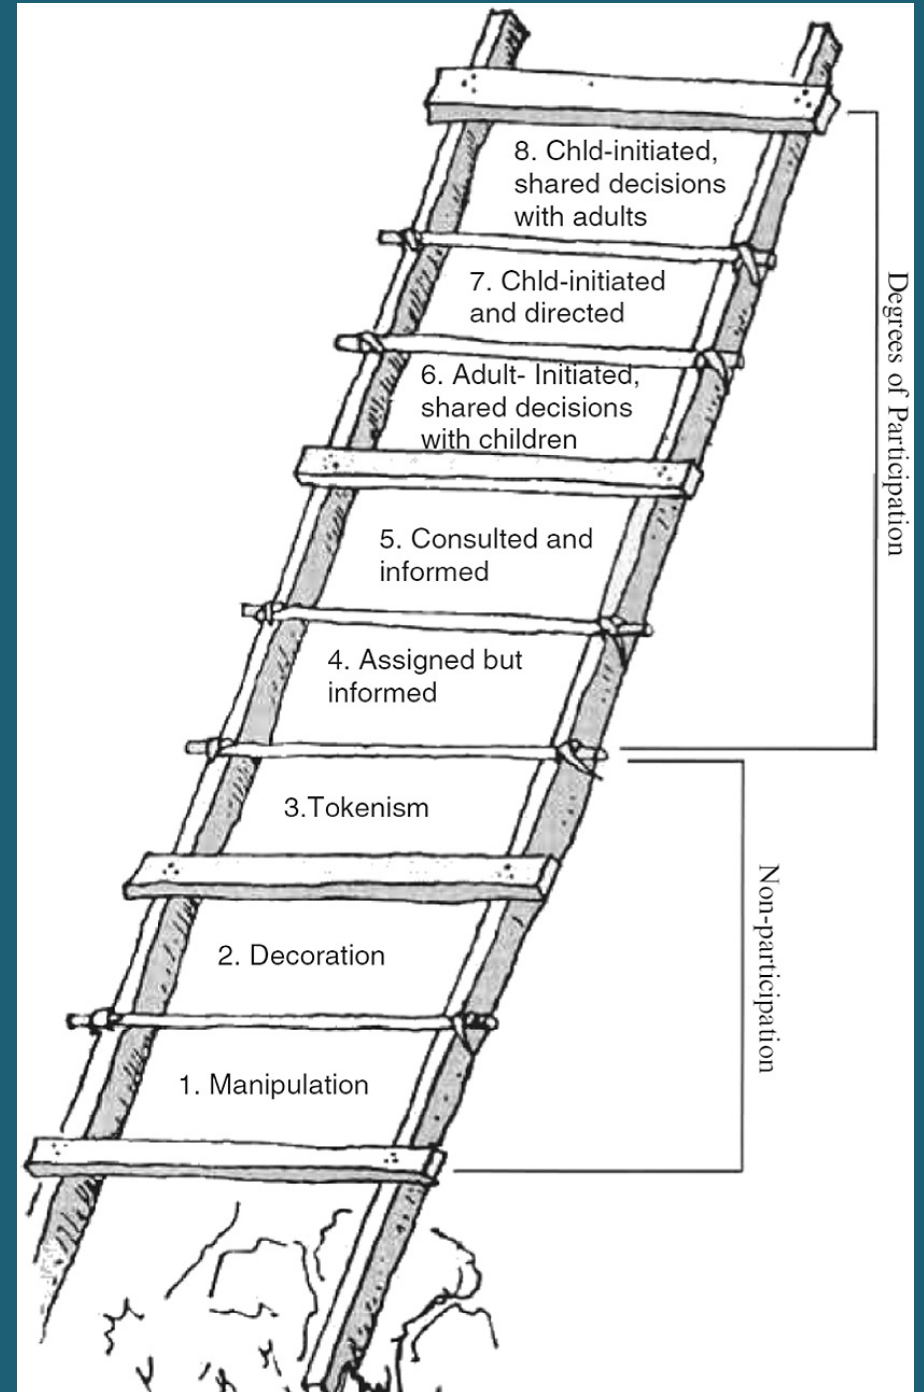 8. Chld-initiated,
shared decisions
with adults
7. Chld-initiated
and directed
6. Adult- Initiated,
shared decisions
with children
5. Consulted and
informed
4. Assigned but
informed
3.Tokenism
2. Decoration
1. Manipulation
Degrees of Participation
Non-participation